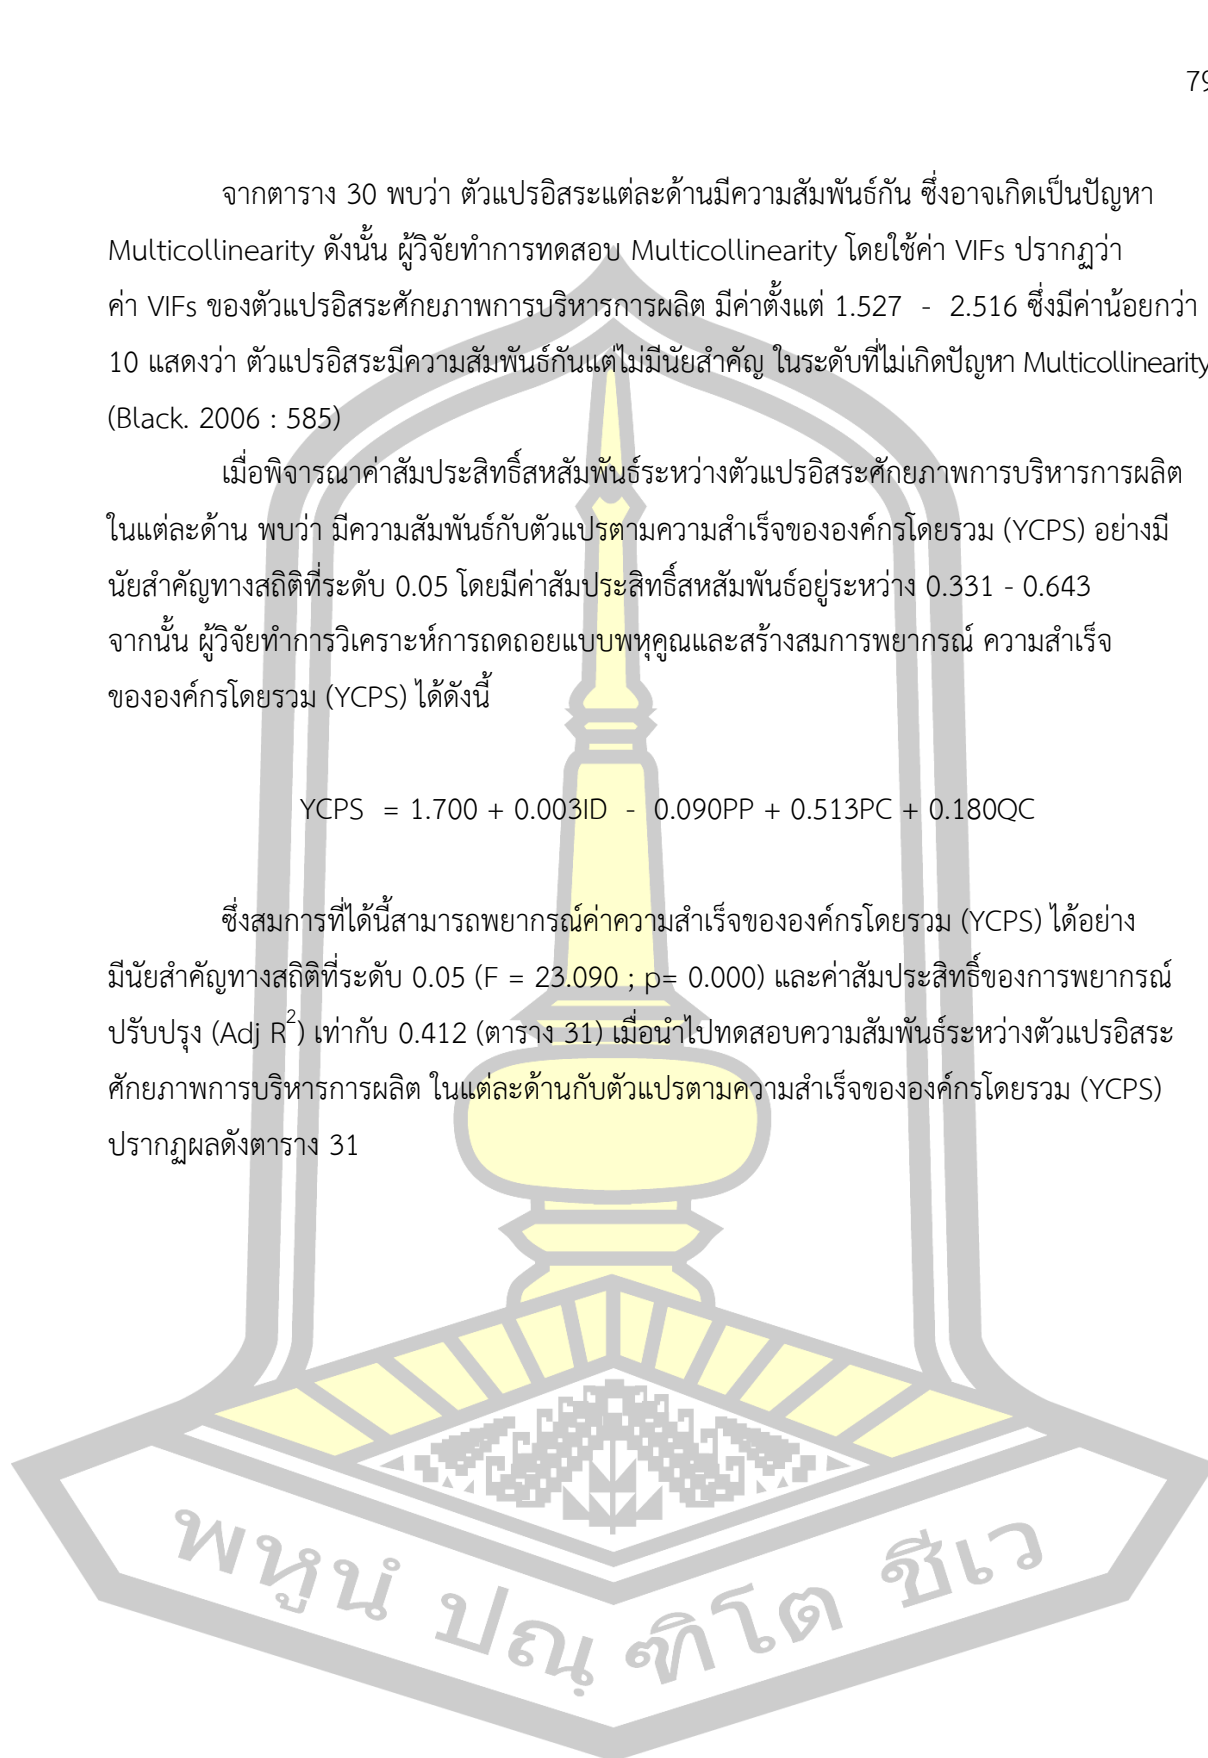 79
จากตาราง 30 พบว่า ตัวแปรอิสระแต่ละด้านมีความสัมพันธ์กัน ซึ่งอาจเกิดเป็นปัญหา
Multicollinearity ดังนั้น ผู้วิจัยทำการทดสอบ Multicollinearity โดยใช้ค่า VIFs ปรากฏว่า
ค่า VIFs ของตัวแปรอิสระศักยภาพการบริหารการผลิต มีค่าตั้งแต่ 1.527 - 2.516 ซึ่งมีค่าน้อยกว่า
10 แสดงว่า ตัวแปรอิสระมีความสัมพันธ์กันแต่ไม่มีนัยสำคัญ ในระดับที่ไม่เกิดปัญหา Multicollinearity
(Black. 2006 : 585)
เมื่อพิจารณาค่าสัมประสิทธิ์สหสัมพันธ์ระหว่างตัวแปรอิสระศักยภาพการบริหารการผลิต
ในแต่ละด้าน พบว่า มีความสัมพันธ์กับตัวแปรตามความสำเร็จขององค์กรโดยรวม (YCPS) อย่างมี
นัยสำคัญทางสถิติที่ระดับ 0.05 โดยมีค่าสัมประสิทธิ์สหสัมพันธ์อยู่ระหว่าง 0.331 - 0.643
จากนั้น ผู้วิจัยทำการวิเคราะห์การถดถอยแบบพหุคูณและสร้างสมการพยากรณ์ ความสำเร็จ
ขององค์กรโดยรวม (YCPS) ได้ดังนี้
YCPS = 1.700 + 0.003ID - 0.090PP + 0.513PC + 0.180QC
ซึ่งสมการที่ได้นี้สามารถพยากรณ์ค่าความสำเร็จขององค์กรโดยรวม (YCPS) ได้อย่าง
มีนัยสำคัญทางสถิติที่ระดับ 0.05 (F = 23.090 ; p= 0.000) และค่าสัมประสิทธิ์ของการพยากรณ์
ปรับปรุง (Adj R²) เท่ากับ 0.412 (ตาราง 31) เมื่อนำไปทดสอบความสัมพันธ์ระหว่างตัวแปรอิสระ
ศักยภาพการบริหารการผลิต ในแต่ละด้านกับตัวแปรตามความสำเร็จขององค์กรโดยรวม (YCPS)
ปรากฏผลดังตาราง 31
พหูนํ ปณฺ ฑิโต ชีเว